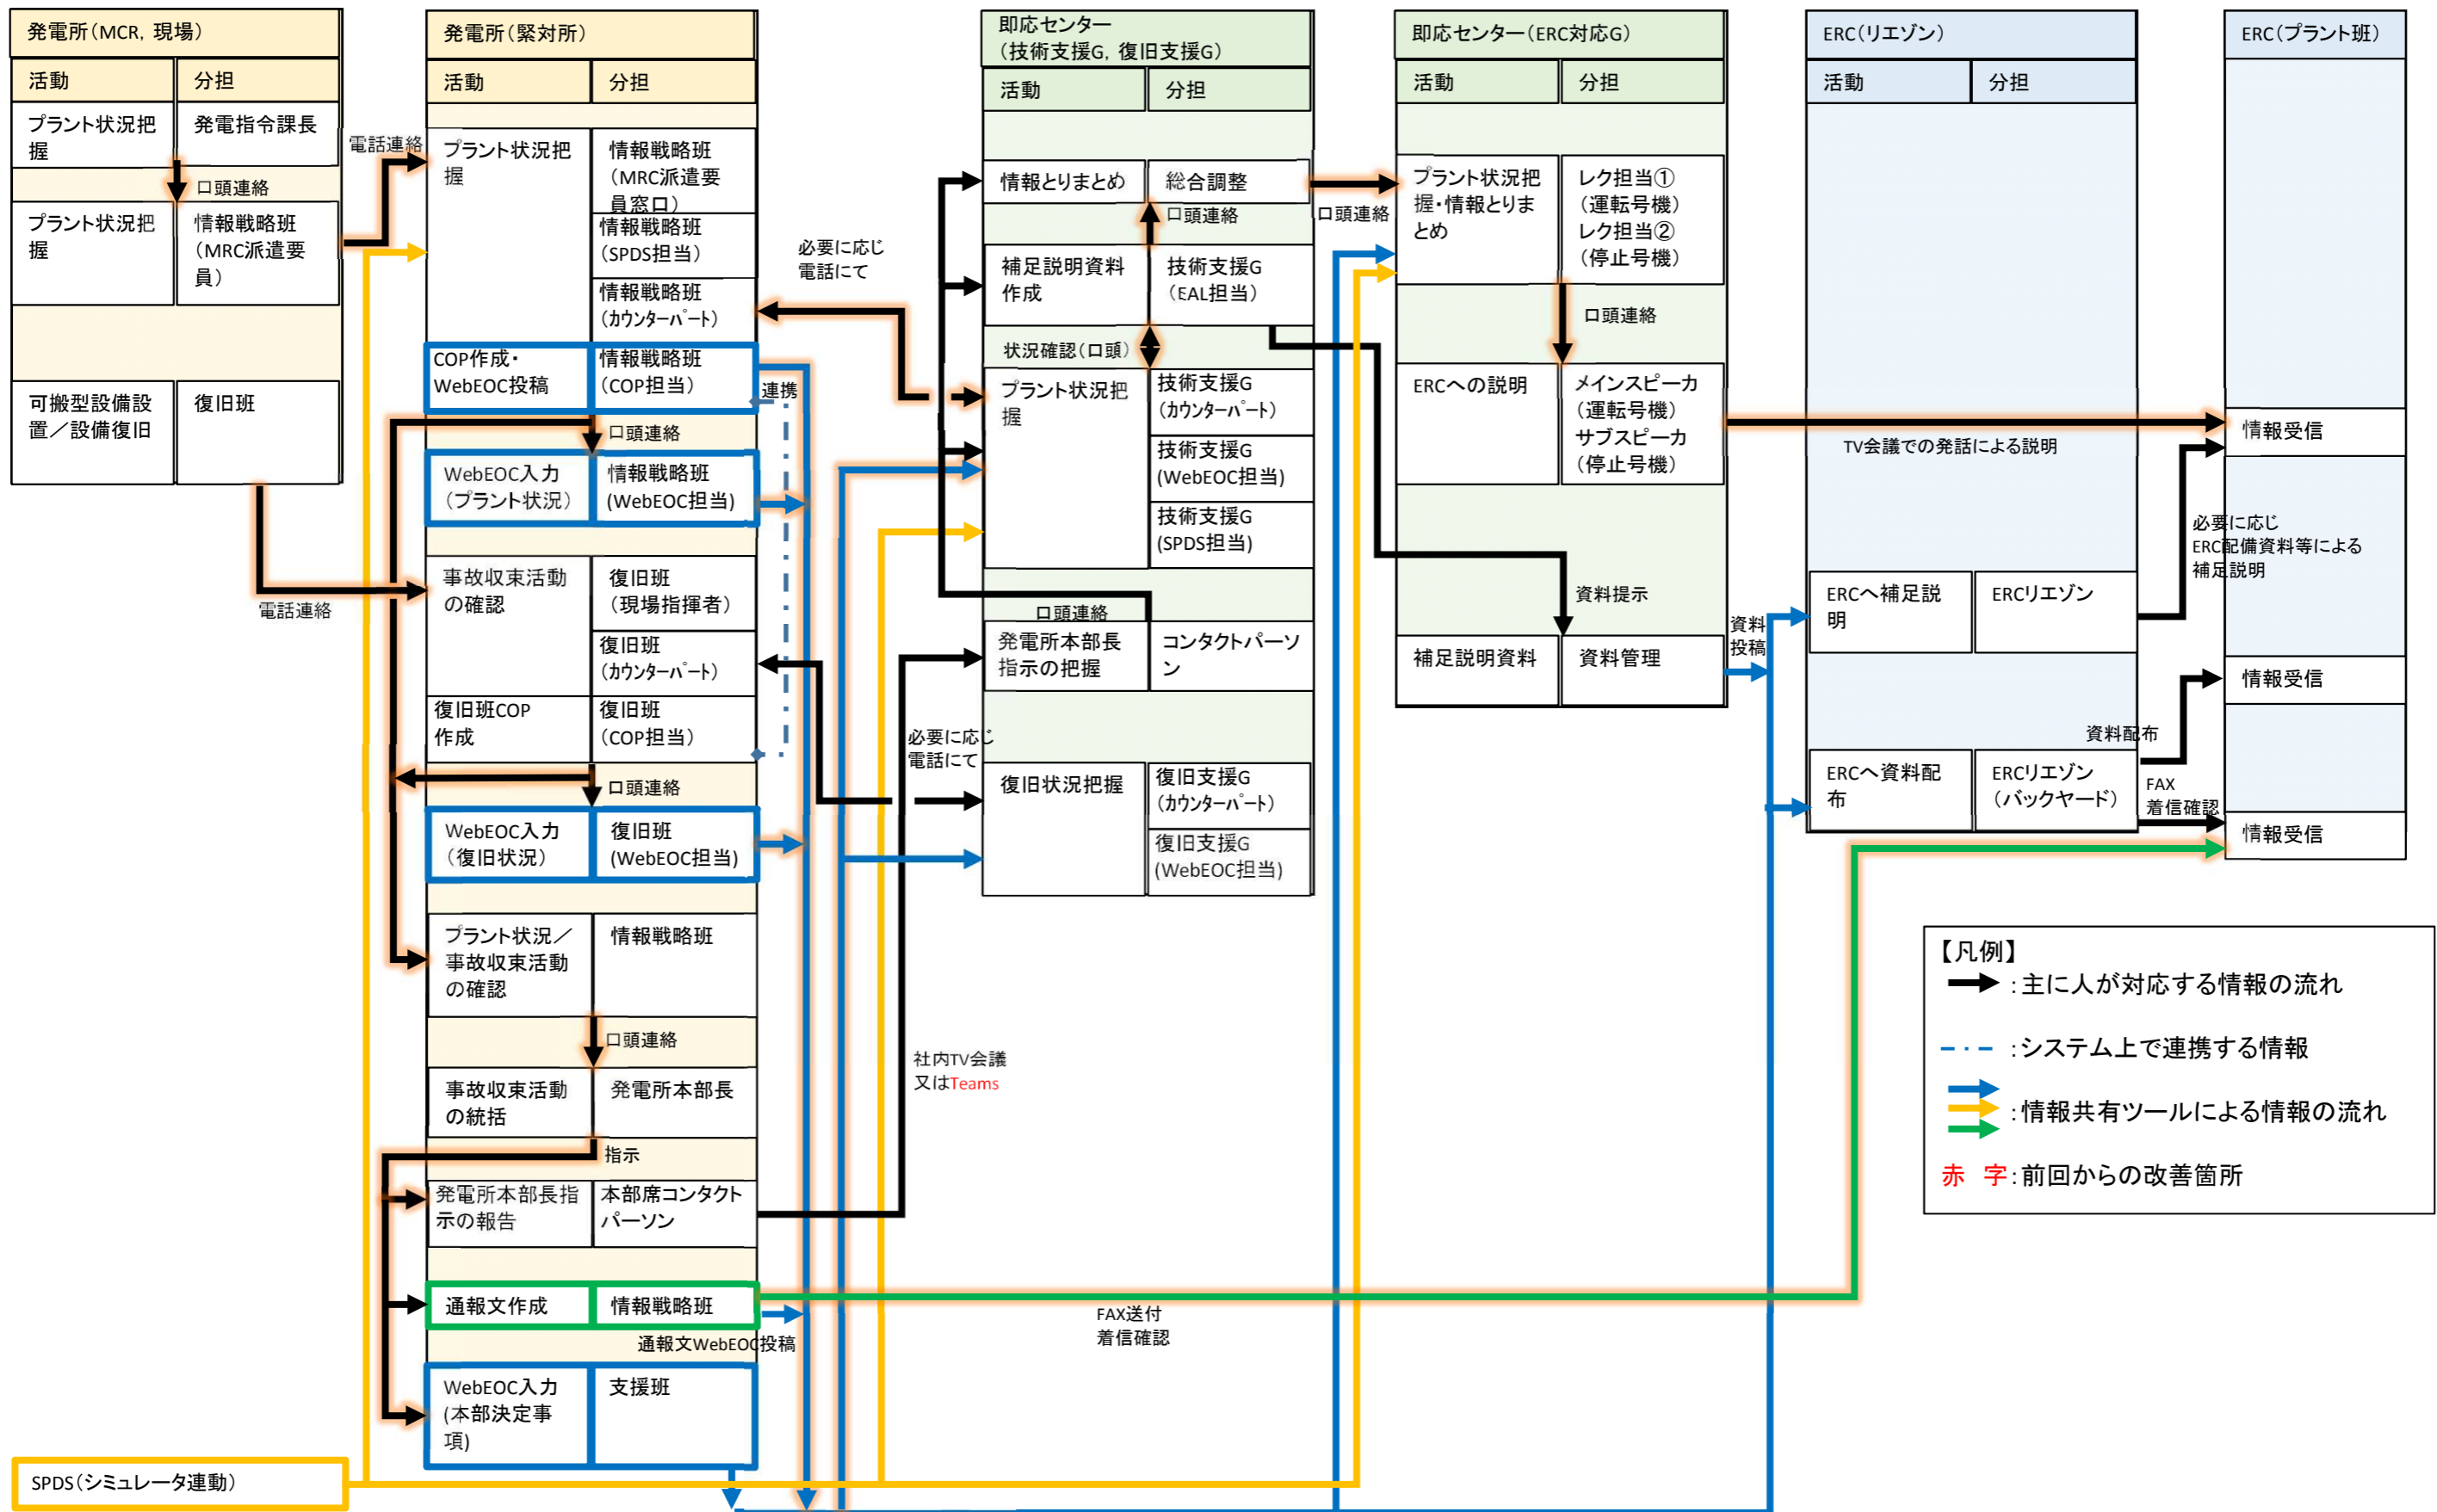 発電所（MCR，現場）
活動
分担
プラント状況把
握
発電指令課長
口頭連絡
プラント状況把
握
情報戦略班
（MRC派遣要
員）
可搬型設備設
置／設備復旧
復旧班
電話連絡
電話連絡
SPDS（シミュレータ連動）
発電所（緊対所）
活動
分担
プラント状況把
握
情報戦略班
（MRC派遣要
員窓口）
情報戦略班
（SPDS担当）
情報戦略班
（カウンターパート）
COP作成・
WebEOC投稿
情報戦略班
（COP担当）
連携
口頭連絡
WebEOC入力
（プラント状況）
情報戦略班
(WebEOC担当)
事故収束活動
の確認
復旧班
（現場指揮者）
復旧班
（カウンターパート）
復旧班COP
作成
復旧班
（COP担当）
口頭連絡
WebEOC入力
（復旧状況）
復旧班
(WebEOC担当)
プラント状況／
事故収束活動
の確認
情報戦略班
口頭連絡
事故収束活動
の統括
発電所本部長
指示
発電所本部長指
示の報告
本部席コンタクト
パーソン
通報文作成
情報戦略班
通報文WebEOC投稿
WebEOC入力
(本部決定事
項)
支援班
必要に応じ
電話にて
必要に応じ
電話にて
社内TV会議
又はTeams
FAX送付
着信確認
即応センター
（技術支援G，復旧支援G）
活動
分担
情報とりまとめ
総合調整
口頭連絡
補足説明資料
作成
技術支援G
（EAL担当）
状況確認（口頭）
プラント状況把
握
技術支援G
（カウンターパート）
技術支援G
(WebEOC担当)
技術支援G
(SPDS担当)
口頭連絡
発電所本部長
指示の把握
コンタクトパーソ
ン
復旧状況把握
復旧支援G
（カウンターパート）
復旧支援G
(WebEOC担当)
口頭連絡
即応センター（ERC対応G）
活動
分担
プラント状況把
握・情報とりま
とめ
レク担当①
（運転号機）
レク担当②
（停止号機）
口頭連絡
ERCへの説明
メインスピーカ
（運転号機）
サブスピーカ
（停止号機）
資料提示
補足説明資料
資料管理
資料
投稿
ERC（リエゾン）
活動
分担
TV会議での発話による説明
ERCへ補足説
明
ERCリエゾン
ERCへ資料配
布
ERCリエゾン
（バックヤード）
必要に応じ
ERC配備資料等による
補足説明
資料配布
FAX
着信確認
ERC（プラント班）
情報受信
情報受信
情報受信
【凡例】
：主に人が対応する情報の流れ
：システム上で連携する情報
：情報共有ツールによる情報の流れ
赤　字：前回からの改善箇所